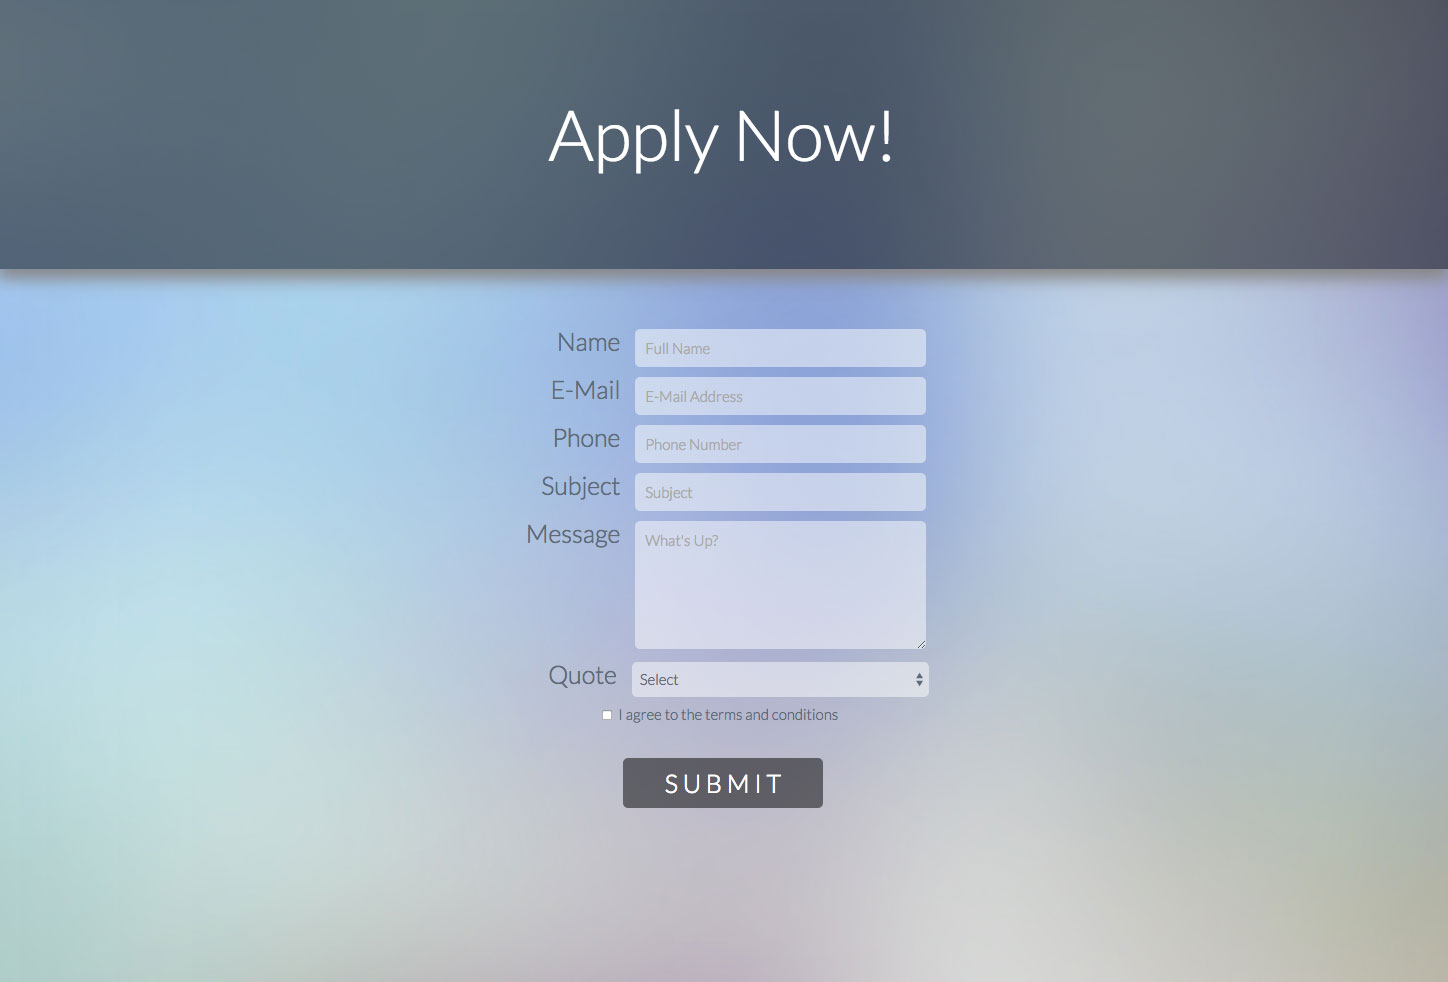 Apply Now!
Name Full Name
E-Mail E-Mail Address
Phone Phone Number
Subject Subject
Message What's Up?
Quote Select
I agree to the terms and conditions
SUBMIT